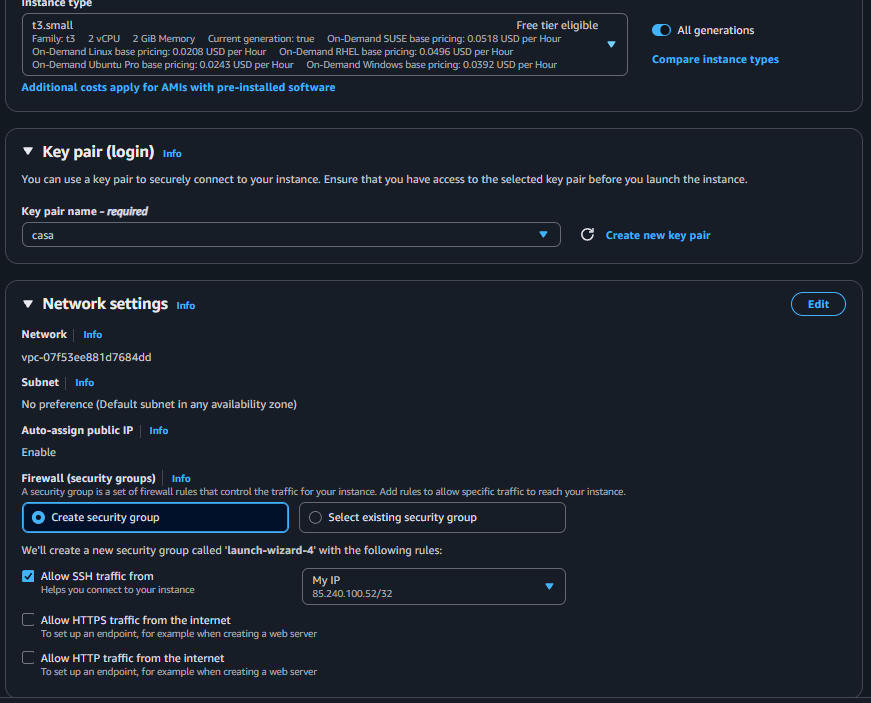 Instance type
t3.small Free tier eligible
Family: t3 2 vCPU 2 GiB Memory Current generation: true On-Demand SUSE base pricing: 0.0518 USD per Hour
On-Demand Linux base pricing: 0.0208 USD per Hour On-Demand RHEL base pricing: 0.0496 USD per Hour
On-Demand Ubuntu Pro base pricing: 0.0243 USD per Hour On-Demand Windows base pricing: 0.0392 USD per Hour
All generations
Compare instance types
Additional costs apply for AMIs with pre-installed software
Key pair (login) Info
You can use a key pair to securely connect to your instance. Ensure that you have access to the selected key pair before you launch the instance.
Key pair name - required
casa
Create new key pair
Network settings Info
Edit
Network Info
vpc-07f53ee881d7684dd
Subnet Info
No preference (Default subnet in any availability zone)
Auto-assign public IP Info
Enable
Firewall (security groups) Info
A security group is a set of firewall rules that control the traffic for your instance. Add rules to allow specific traffic to reach your instance.
Create security group
Select existing security group
We'll create a new security group called 'launch-wizard-4' with the following rules:
Allow SSH traffic from
Helps you connect to your instance
My IP
85.240.100.52/32
Allow HTTPS traffic from the internet
To set up an endpoint, for example when creating a web server
Allow HTTP traffic from the internet
To set up an endpoint, for example when creating a web server